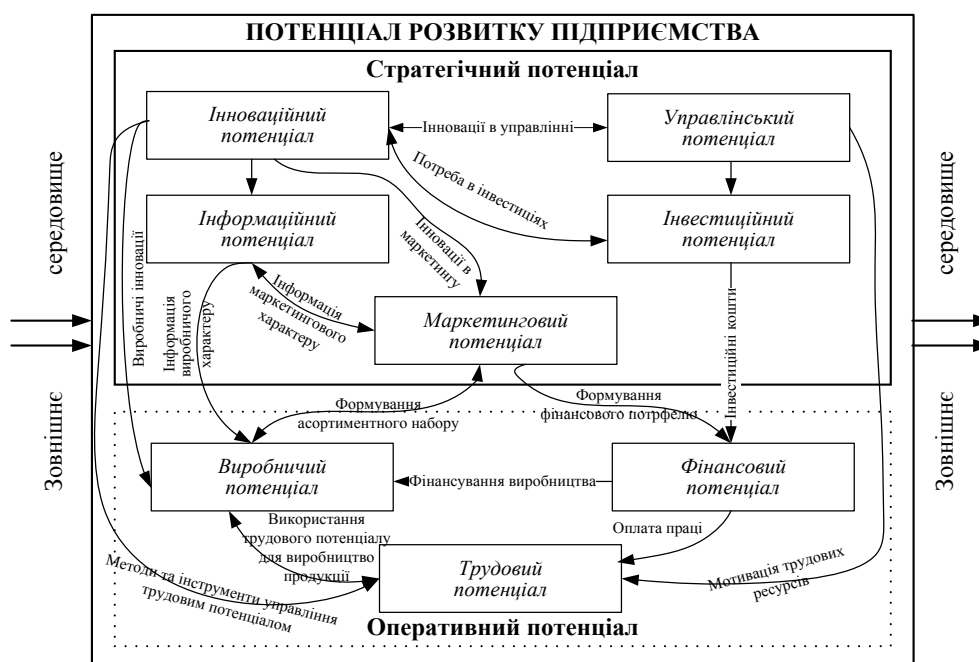 ПОТЕНЦІАЛ РОЗВИТКУ ПІДПРИЄМСТВА
Стратегічний потенціал
Інноваційний
потенціал
Інновації в управлінні
Управлінський
потенціал
Потреба в інвестиціях
Інформаційний
потенціал
Інвестиційний
потенціал
Інновації в
маркетингу
Зовнішнє середовище
Зовнішнє середовище
Виробничі інновації
Інформація
виробничого
характеру
Інформація
маркетингового
характеру
Маркетинговий
потенціал
Інвестиційні кошти
Формування
асортиментного набору
Формування
фінансового потрфелю
Виробничий
потенціал
Фінансування виробництва
Фінансовий
потенціал
Використання
трудового потенціалу
для виробництво
продукції
Оплата праці
Трудовий
потенціал
Мотивація трудових
ресурсів
Методи та інструменти управління
трудовим потенціалом
Оперативний потенціал